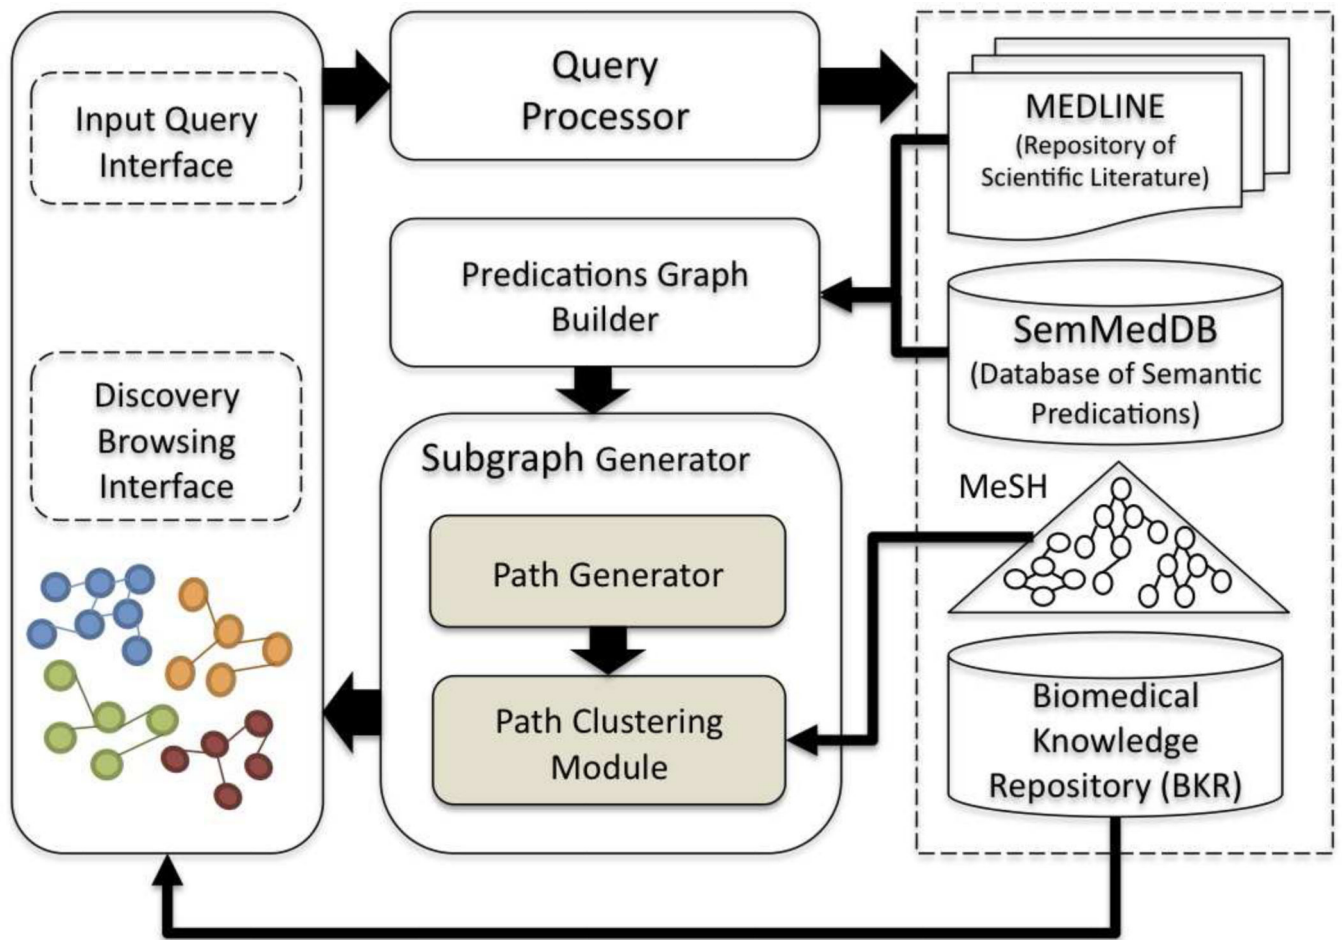 Input Query
Interface
Discovery
Browsing
Interface
Query
Processor
Predications Graph
Builder
Subgraph Generator
Path Generator
Path Clustering
Module
MEDLINE
(Repository of
Scientific Literature)
SemMedDB
(Database of Semantic
Predications)
MeSH
Biomedical
Knowledge
Repository (BKR)